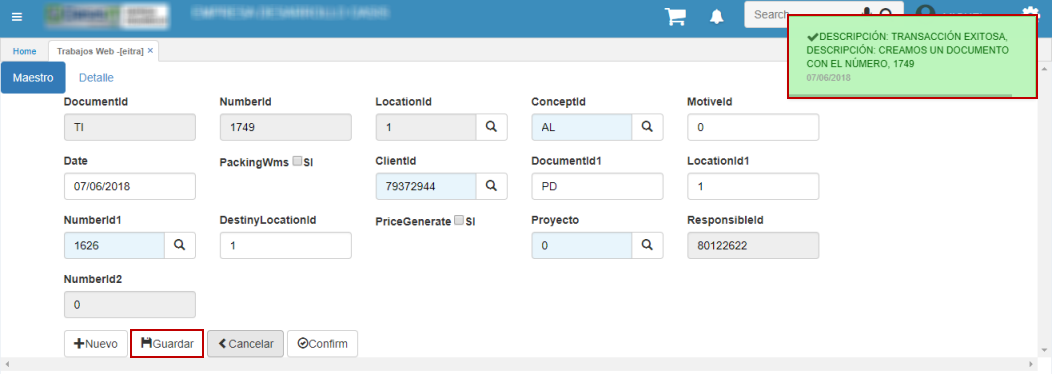 EMPRESA DESARROLLO OASIS
Search
✔DESCRIPCIÓN: TRANSACCIÓN EXITOSA,
DESCRIPCIÓN: CREAMOS UN DOCUMENTO
CON EL NÚMERO, 1749
07/06/2018
Home
Trabajos Web -[eitra] ×
Maestro
Detalle
DocumentId NumberId LocationId ConceptId MotiveId
TI 1749 1 AL 0
Date PackingWms SI ClientId DocumentId1 LocationId1
07/06/2018 79372944 PD 1
NumberId1 DestinyLocationId PriceGenerate SI Proyecto ResponsibleId
1626 1 0 80122622
NumberId2
0
Nuevo Guardar Cancelar Confirm